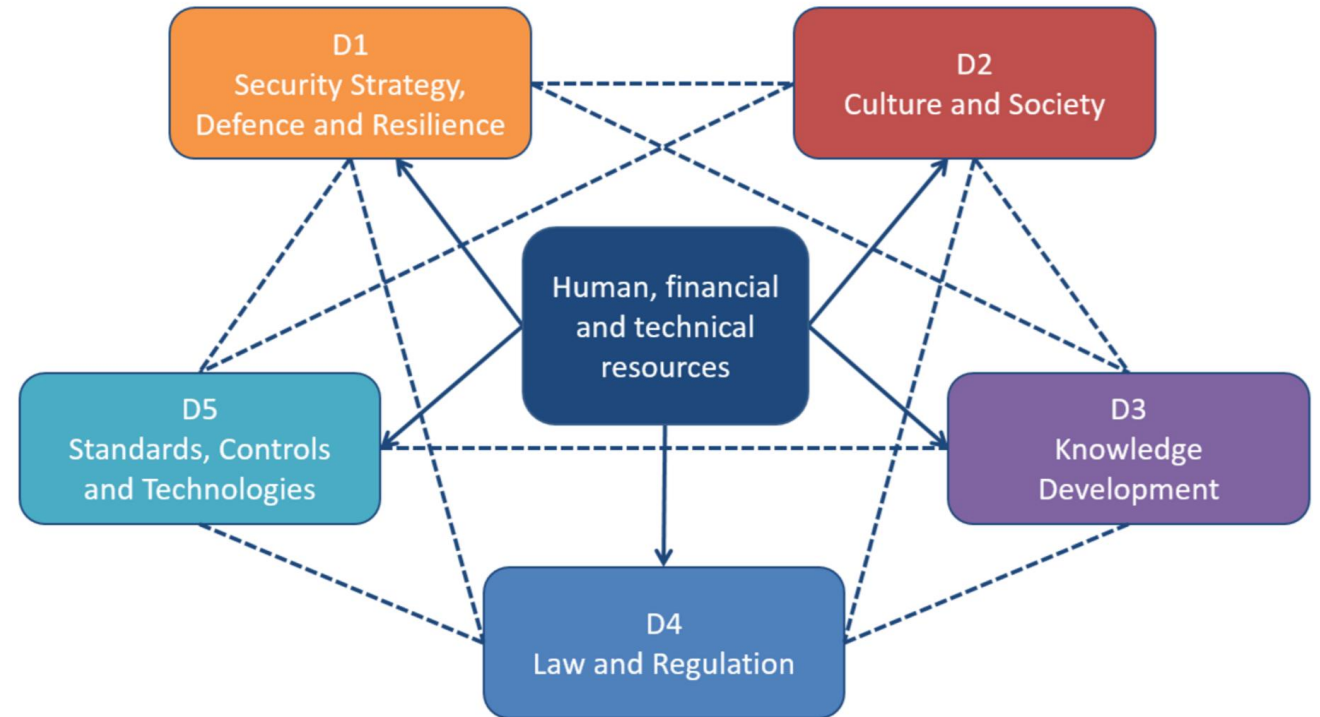 D1
Security Strategy,
Defence and Resilience
D2
Culture and Society
Human, financial
and technical
resources
D5
Standards, Controls
and Technologies
D3
Knowledge
Development
D4
Law and Regulation